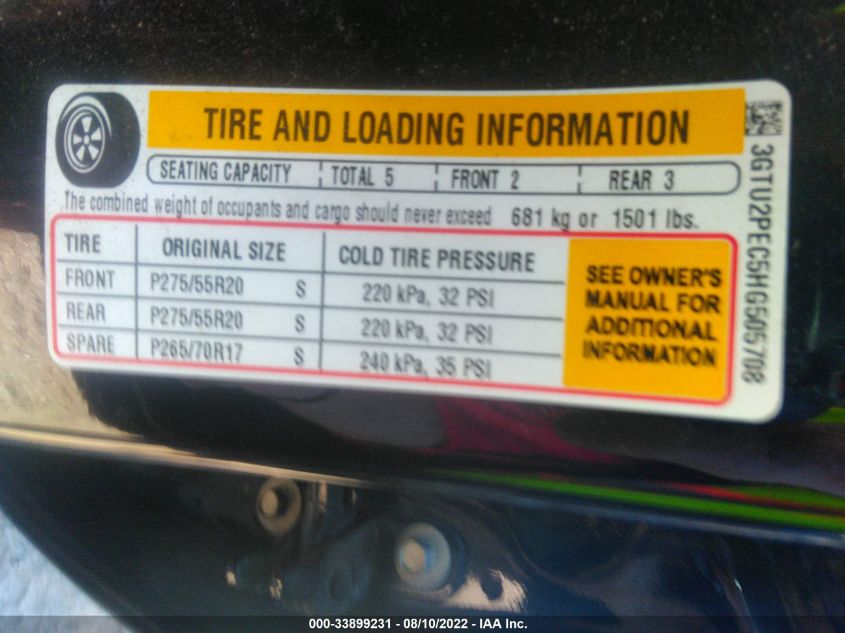 TIRE AND LOADING INFORMATION
SEATING CAPACITY TOTAL 5 FRONT 2 REAR 3
The combined weight of occupants and cargo should never exceed 681 kg or 1501 lbs.
TIRE ORIGINAL SIZE COLD TIRE PRESSURE
FRONT P275/55R20 S 220 kPa, 32 PSI
REAR P275/55R20 S 220 kPa, 32 PSI
SPARE P265/70R17 S 240 kPa, 35 PSI
SEE OWNER'S
MANUAL FOR
ADDITIONAL
INFORMATION
3GTU2PEC5HG505708
000-33899231 - 08/10/2022 - IAA Inc.